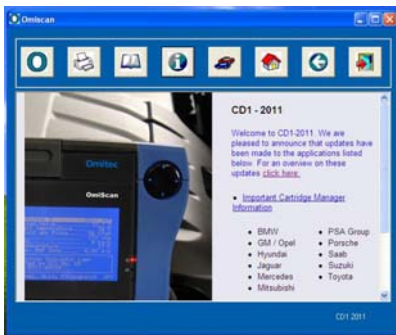 Omiscan
CD1 - 2011
Welcome to CD1-2011. We are
pleased to announce that updates have
been made to the applications listed
below. For an overview on these
updates click here.
Important Cartridge Manager
Information
BMW
GM / Opel
Hyundai
Jaguar
Mercedes
Mitsubishi
PSA Group
Porsche
Saab
Suzuki
Toyota
Omitec
OmiScan
CD1 2011